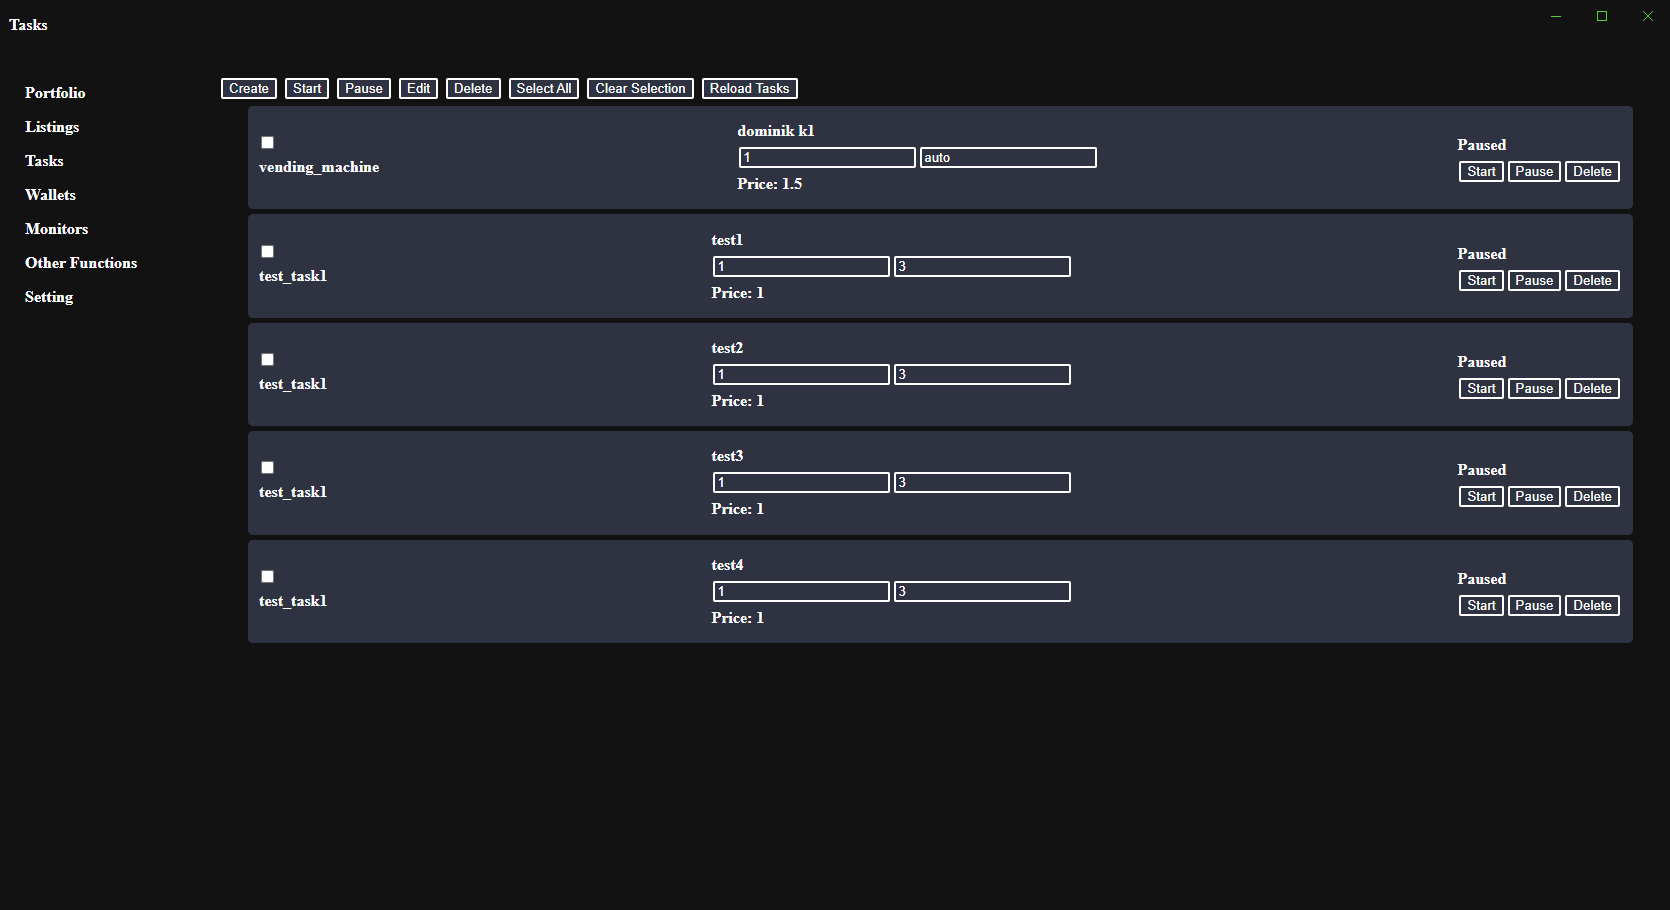 Tasks
Portfolio
Listings
Tasks
Wallets
Monitors
Other Functions
Setting
Create Start Pause Edit Delete Select All Clear Selection Reload Tasks
vending_machine
dominik k1
1 auto
Price: 1.5
Paused
Start Pause Delete
test_task1
test1
1 3
Price: 1
Paused
Start Pause Delete
test_task1
test2
1 3
Price: 1
Paused
Start Pause Delete
test_task1
test3
1 3
Price: 1
Paused
Start Pause Delete
test_task1
test4
1 3
Price: 1
Paused
Start Pause Delete